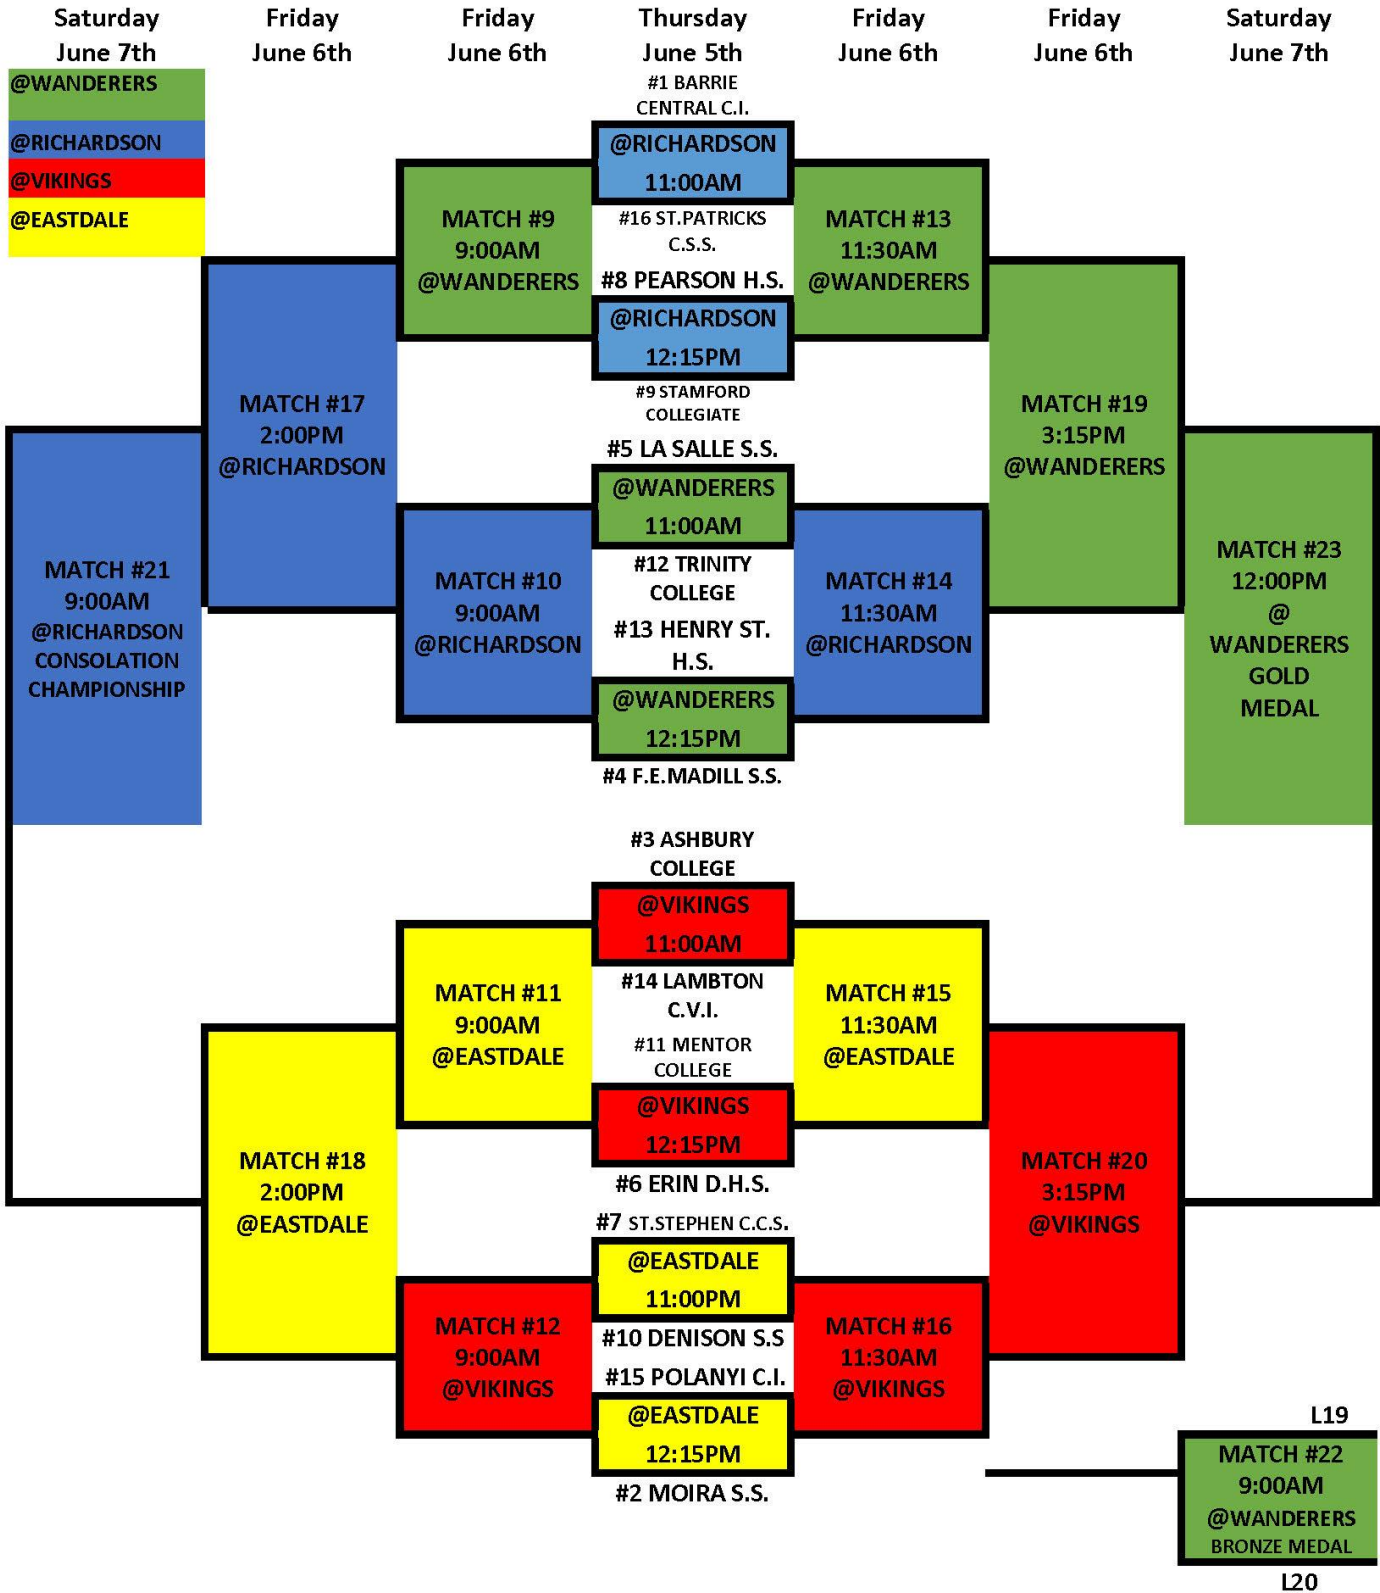 Saturday
June 7th
Friday
June 6th
Friday
June 6th
Thursday
June 5th
Friday
June 6th
Friday
June 6th
Saturday
June 7th
@WANDERERS
@RICHARDSON
@VIKINGS
@EASTDALE
#1 BARRIE
CENTRAL C.I.
@RICHARDSON
11:00AM
#16 ST.PATRICKS
C.S.S.
#8 PEARSON H.S.
@RICHARDSON
12:15PM
#9 STAMFORD
COLLEGIATE
#5 LA SALLE S.S.
@WANDERERS
11:00AM
#12 TRINITY
COLLEGE
#13 HENRY ST.
H.S.
@WANDERERS
12:15PM
#4 F.E.MADILL S.S.
#3 ASHBURY
COLLEGE
@VIKINGS
11:00AM
#14 LAMBTON
C.V.I.
#11 MENTOR
COLLEGE
@VIKINGS
12:15PM
#6 ERIN D.H.S.
#7 ST.STEPHEN C.C.S.
@EASTDALE
11:00PM
#10 DENISON S.S
#15 POLANYI C.I.
@EASTDALE
12:15PM
#2 MOIRA S.S.
MATCH #9
9:00AM
@WANDERERS
MATCH #13
11:30AM
@WANDERERS
MATCH #17
2:00PM
@RICHARDSON
MATCH #19
3:15PM
@WANDERERS
MATCH #21
9:00AM
@RICHARDSON
CONSOLATION
CHAMPIONSHIP
MATCH #10
9:00AM
@RICHARDSON
MATCH #14
11:30AM
@RICHARDSON
MATCH #23
12:00PM
@
WANDERERS
GOLD
MEDAL
MATCH #11
9:00AM
@EASTDALE
MATCH #15
11:30AM
@EASTDALE
MATCH #18
2:00PM
@EASTDALE
MATCH #20
3:15PM
@VIKINGS
MATCH #12
9:00AM
@VIKINGS
MATCH #16
11:30AM
@VIKINGS
L19
MATCH #22
9:00AM
@WANDERERS
BRONZE MEDAL
L20